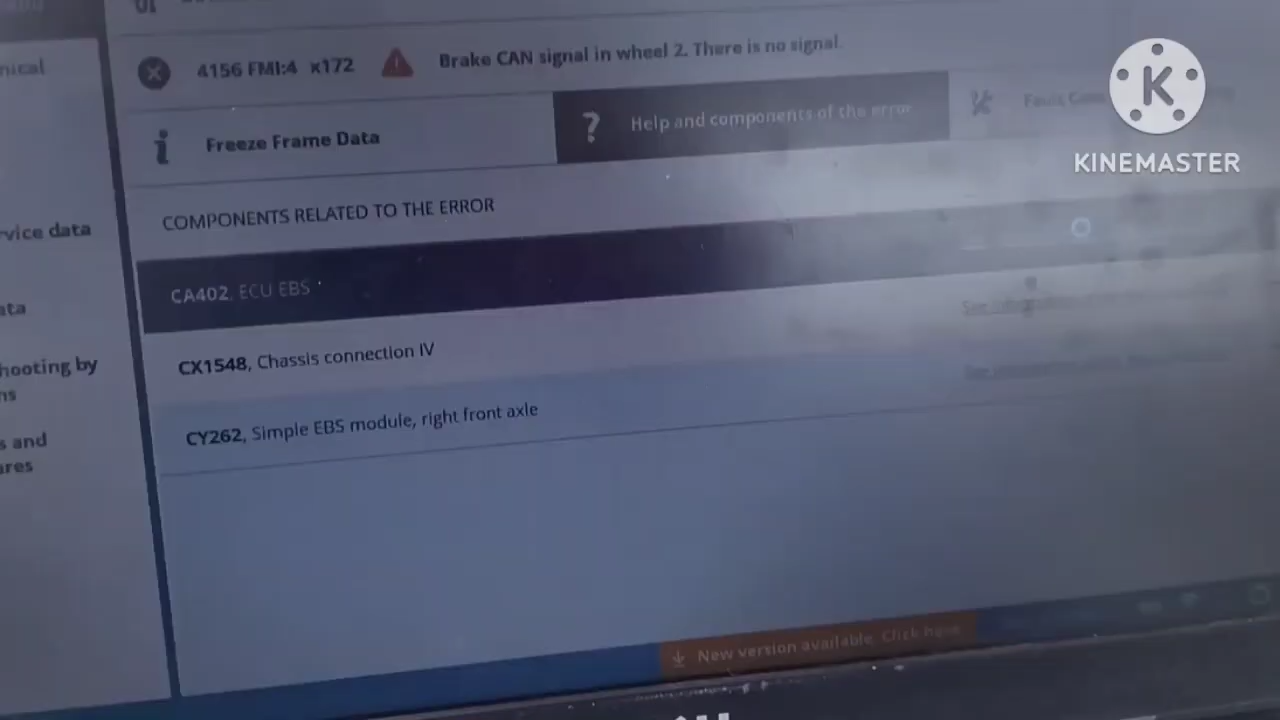 nical
4156 FMI:4 x172
Brake CAN signal in wheel 2. There is no signal.
Freeze Frame Data
Help and components of the error
KINEMASTER
COMPONENTS RELATED TO THE ERROR
rvice data
CA402, ECU EBS
ata
CX1548, Chassis connection IV
hooting by
ns
CY262, Simple EBS module, right front axle
s and
ares
New version available. Click here